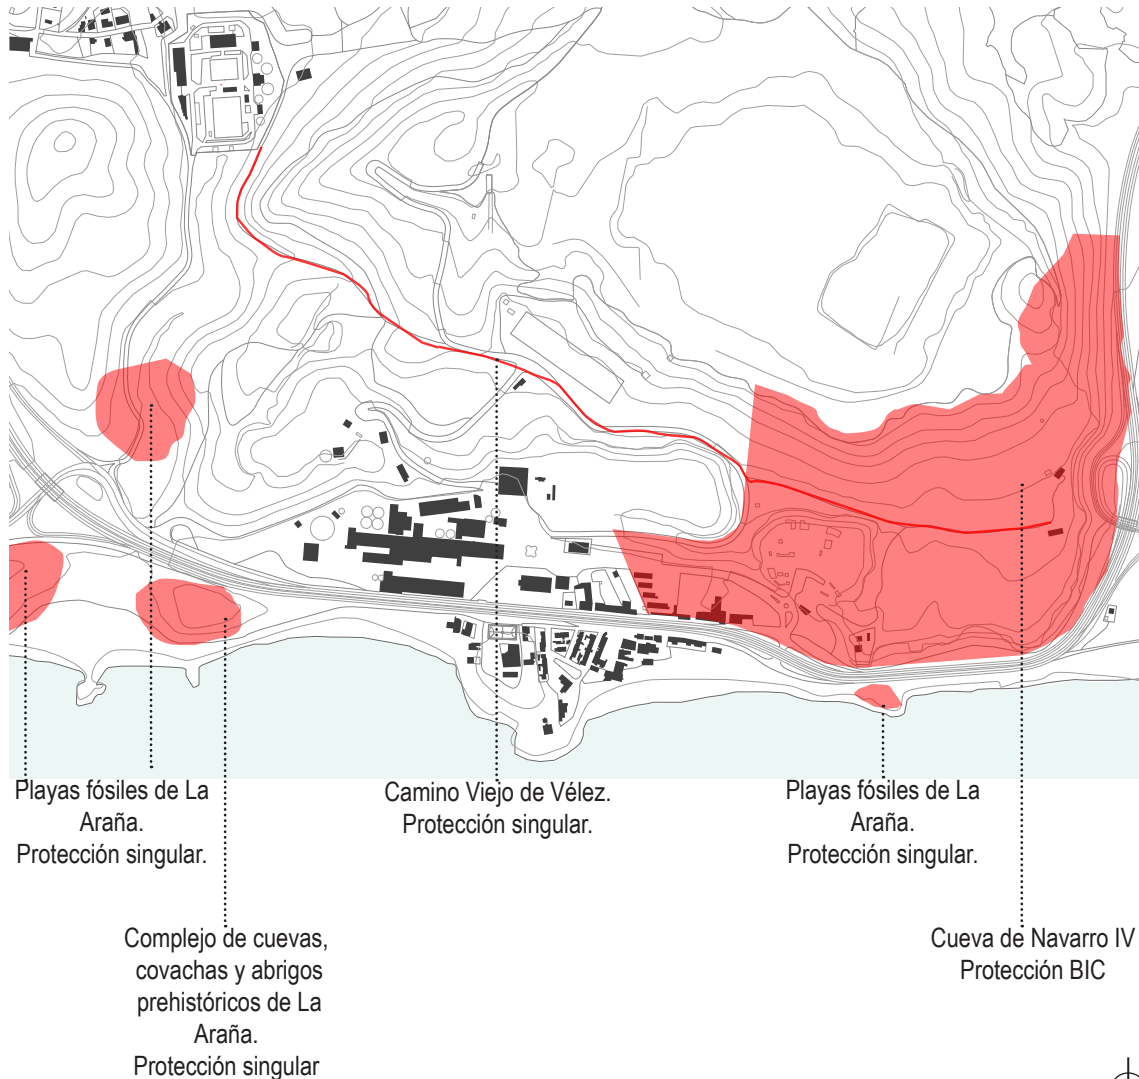 Playas fósiles de La
Araña.
Protección singular.
Camino Viejo de Vélez.
Protección singular.
Playas fósiles de La
Araña.
Protección singular.
Complejo de cuevas,
covachas y abrigos
prehistóricos de La
Araña.
Protección singular
Cueva de Navarro IV
Protección BIC